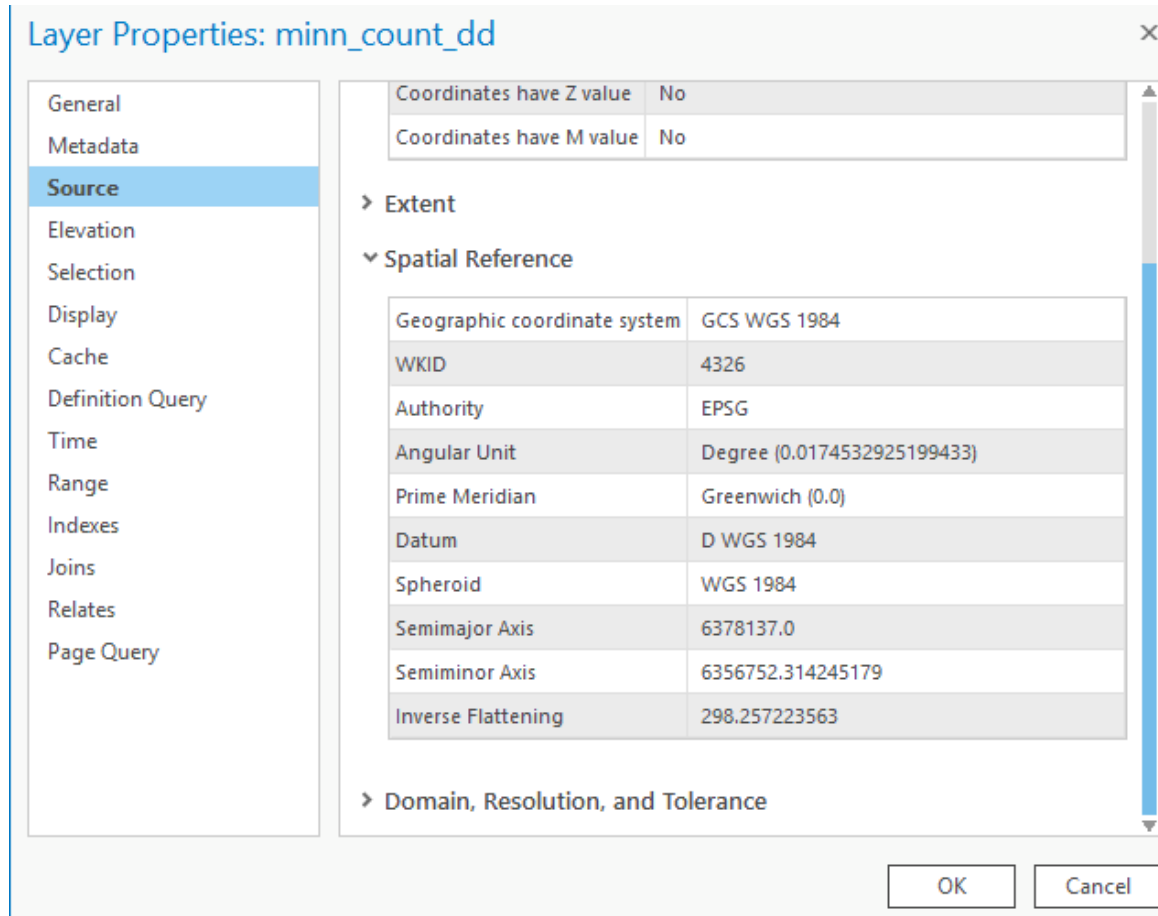 Layer Properties: minn_count_dd
General
Metadata
Source
Elevation
Selection
Display
Cache
Definition Query
Time
Range
Indexes
Joins
Relates
Page Query
Coordinates have Z value No
Coordinates have M value No
Extent
Spatial Reference
Geographic coordinate system GCS WGS 1984
WKID 4326
Authority EPSG
Angular Unit Degree (0.0174532925199433)
Prime Meridian Greenwich (0.0)
Datum D WGS 1984
Spheroid WGS 1984
Semimajor Axis 6378137.0
Semiminor Axis 6356752.314245179
Inverse Flattening 298.257223563
Domain, Resolution, and Tolerance
OK Cancel